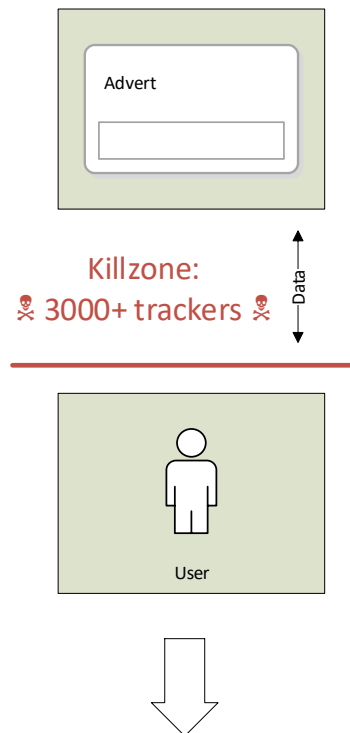 Advert
Killzone:
☠ 3000+ trackers ☠
Data
User